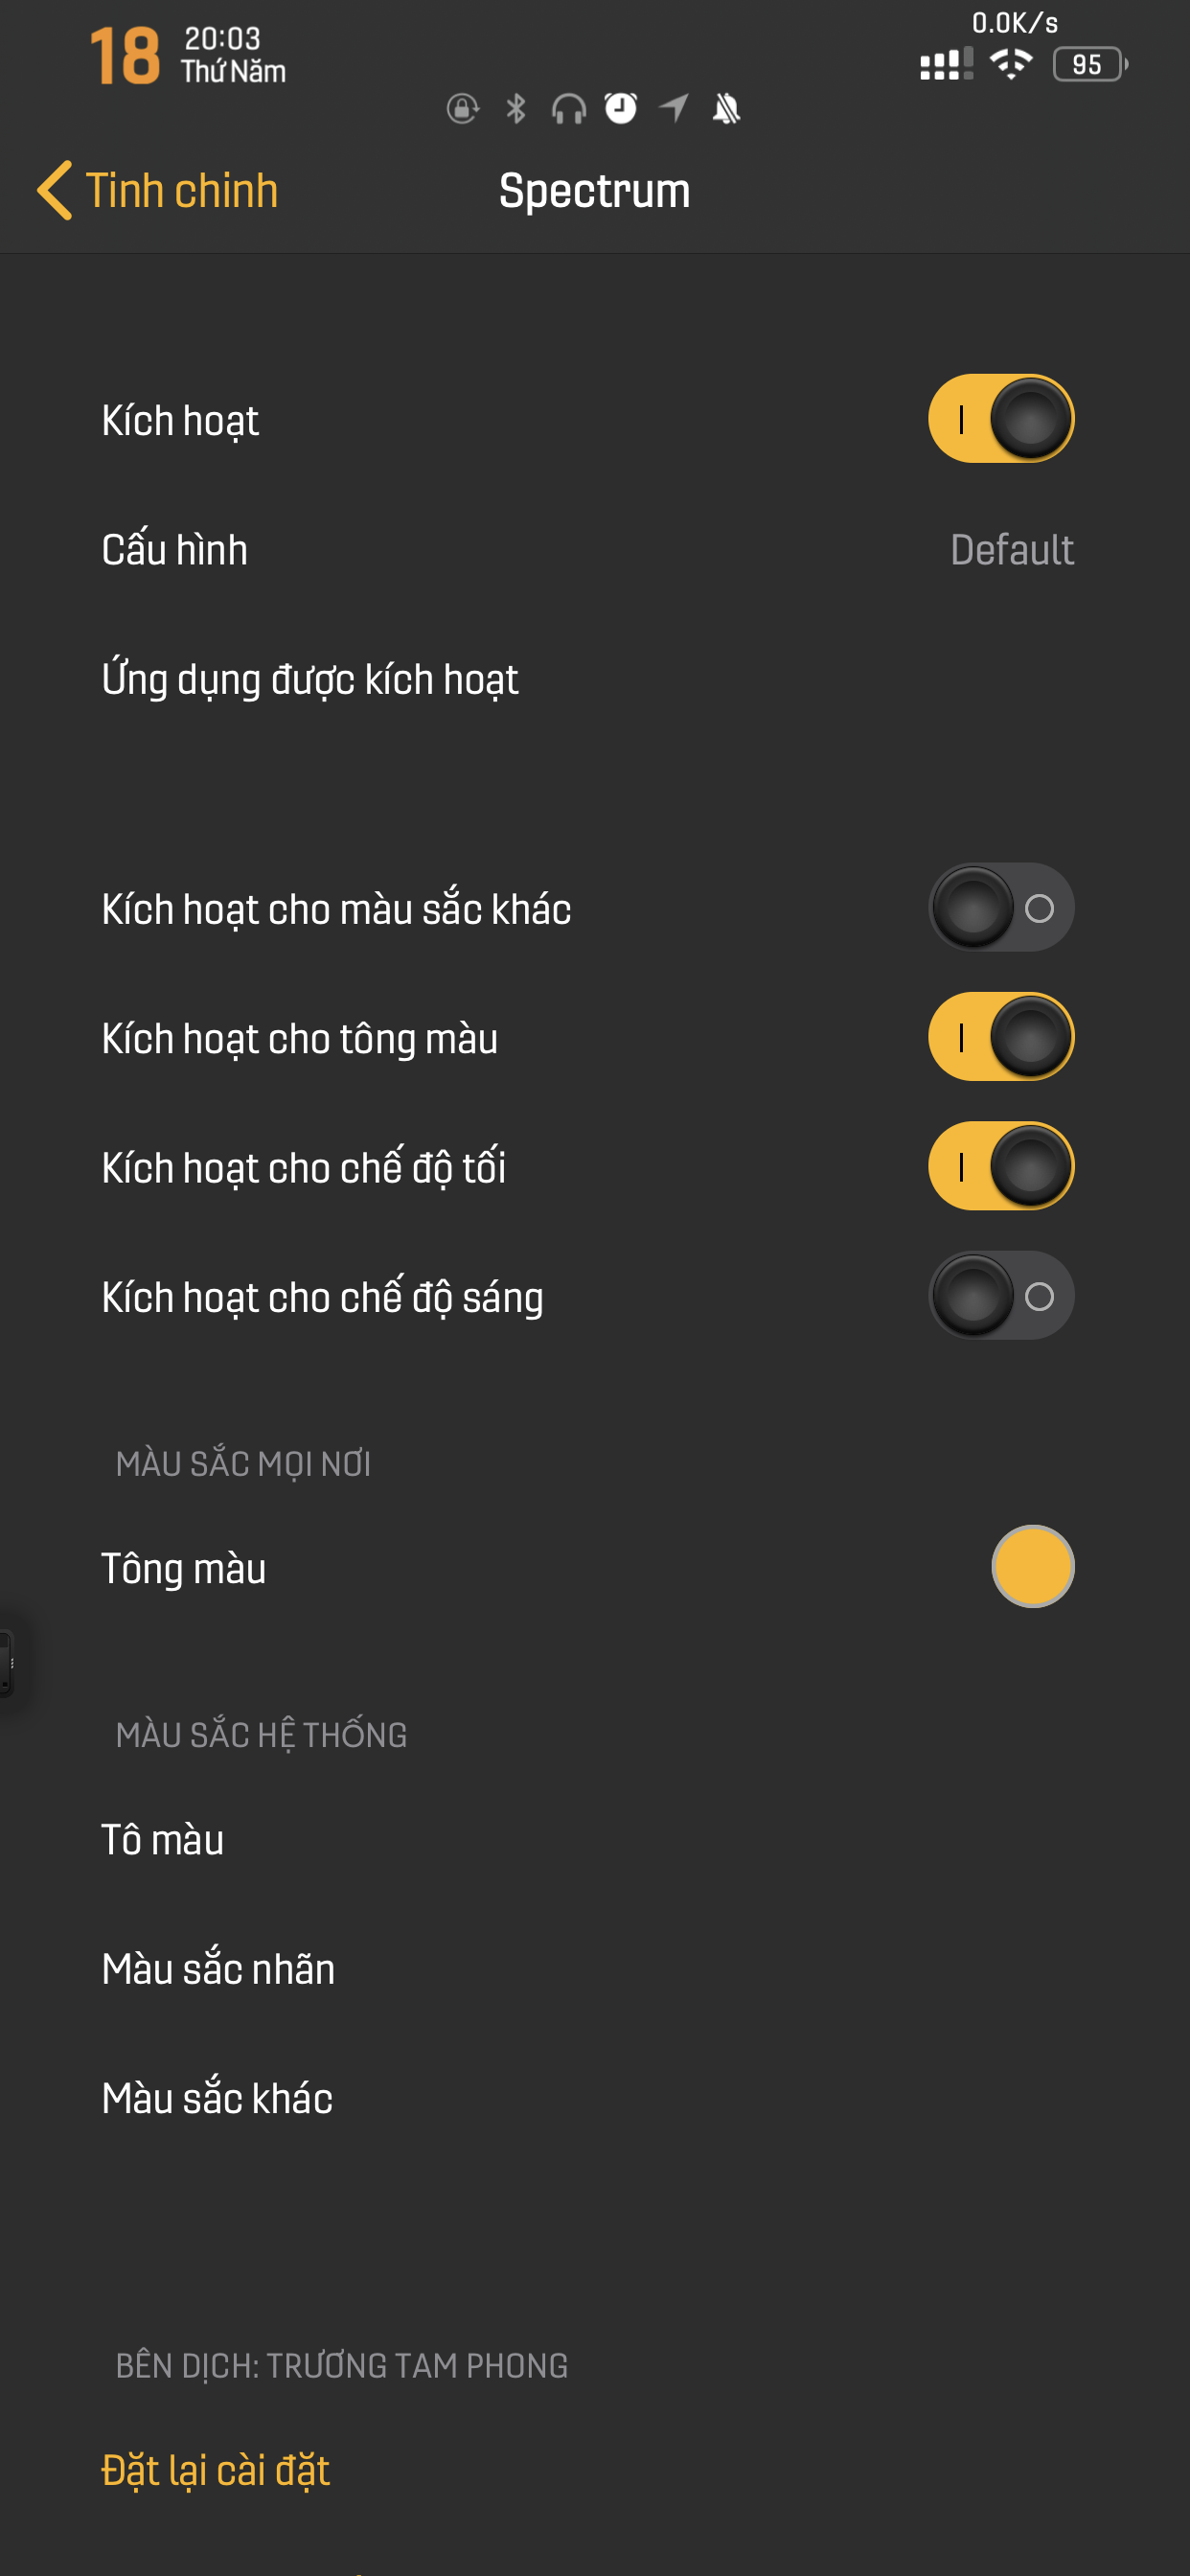 0.0K/s
18 20:03
Thứ Năm
95
Tinh chinh
Spectrum
Kích hoạt
Cấu hình Default
Ứng dụng được kích hoạt
Kích hoạt cho màu sắc khác
Kích hoạt cho tông màu
Kích hoạt cho chế độ tối
Kích hoạt cho chế độ sáng
MÀU SẮC MỌI NƠI
Tông màu
MÀU SẮC HỆ THỐNG
Tô màu
Màu sắc nhãn
Màu sắc khác
BÊN DỊCH: TRƯƠNG TAM PHONG
Đặt lại cài đặt